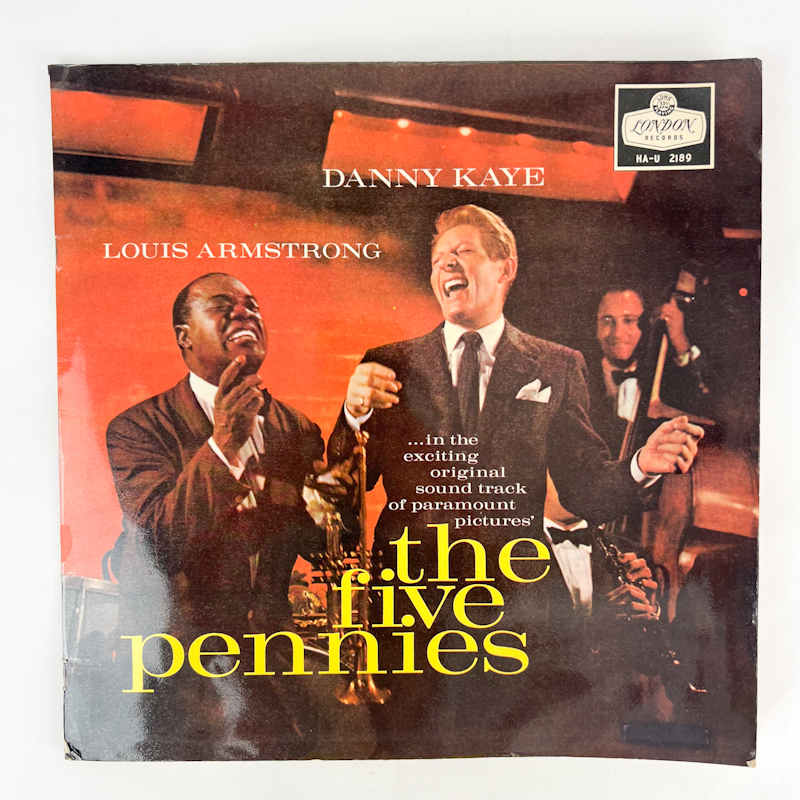 LONDON
RECORDS
HA-U 2189
DANNY KAYE
LOUIS ARMSTRONG
...in the
exciting
original
sound track
of paramount
pictures'
the
five
pennies